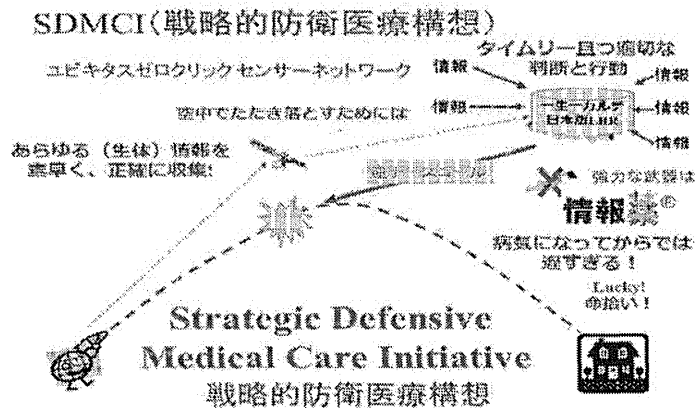 SDMCI(戦略的防衛医療構想)
タイムリー且つ適切な
判断と行動
ユビキタスゼロクリックセンサーネットワーク
情報
情報
空中でたたき落とすためには
情報
一生一カルテ
日本版EHR
情報
情報
あらゆる（生体）情報を
素早く、正確に収集!
強力な武器は
情報薬®
病気になってからでは
遅すぎる！
Lucky!
命拾い！
Strategic Defensive
Medical Care Initiative
戦略的防衛医療構想